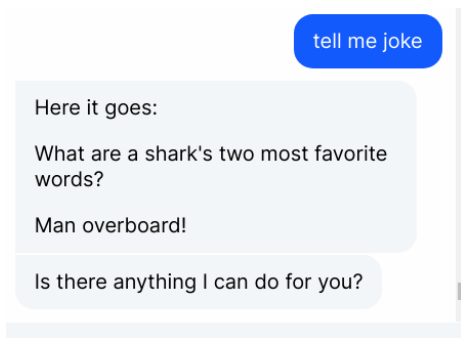 tell me joke
Here it goes:
What are a shark's two most favorite
words?
Man overboard!
Is there anything I can do for you?